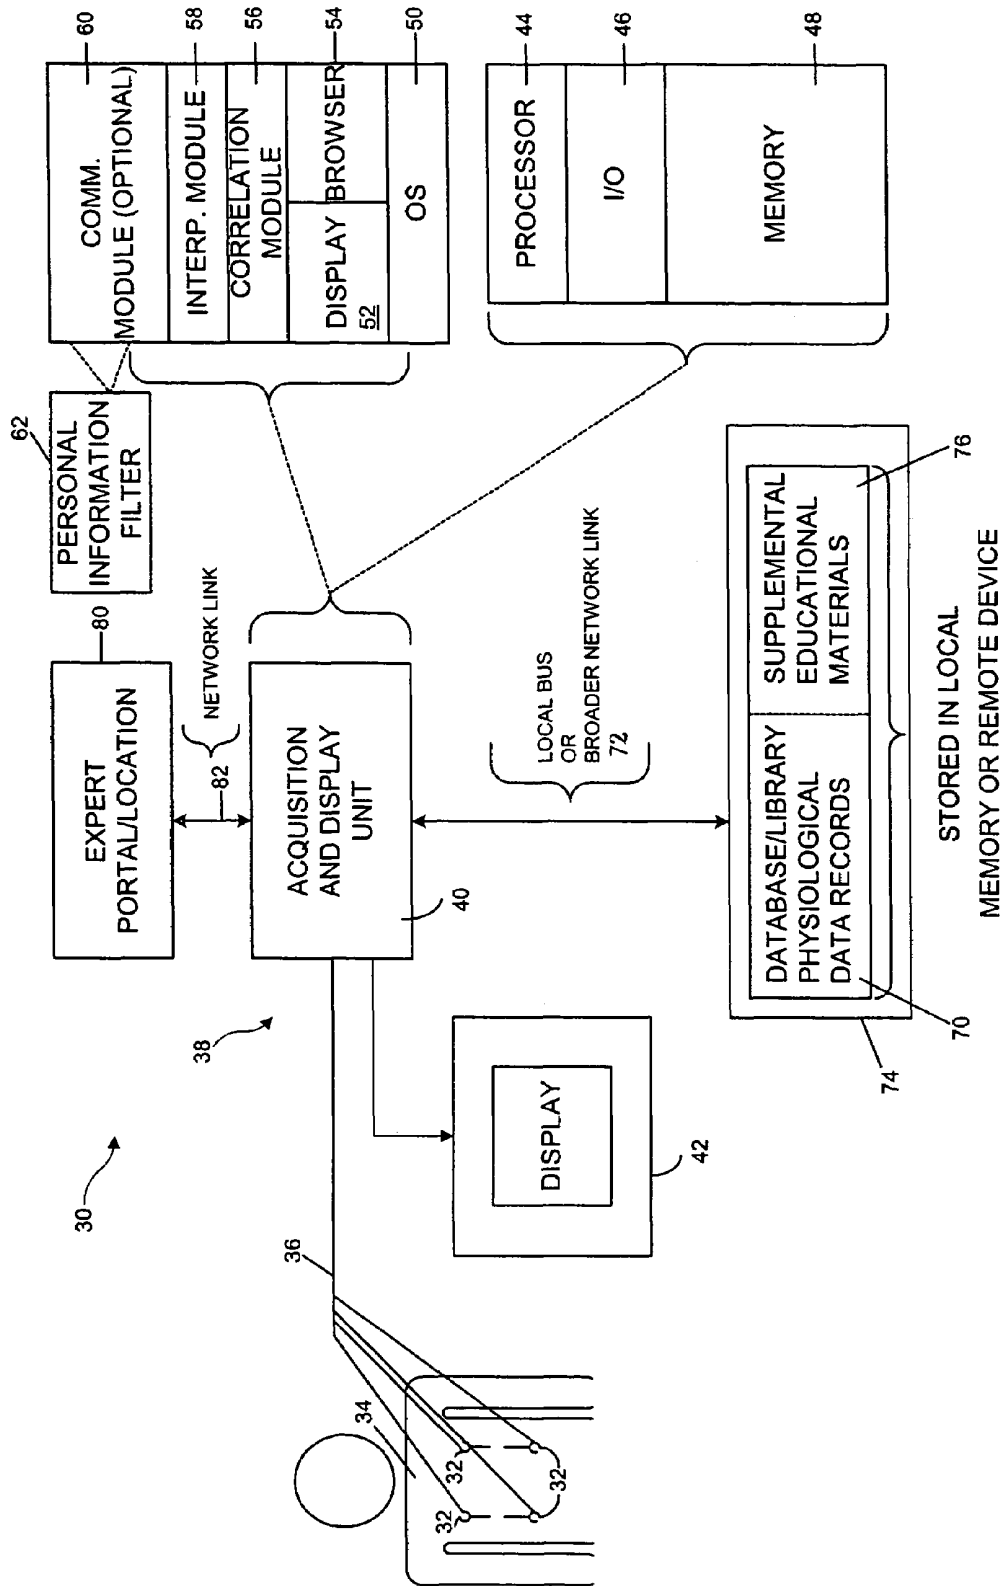 60
58
56
54
50
COMM.
MODULE (OPTIONAL)
INTERP. MODULE
CORRELATION
MODULE
DISPLAY
52
BROWSER
OS
44
46
48
PROCESSOR
I/O
MEMORY
62
PERSONAL
INFORMATION
FILTER
80
EXPERT
PORTAL/LOCATION
NETWORK LINK
82
ACQUISITION
AND DISPLAY
UNIT
40
38
30
LOCAL BUS
OR
BROADER NETWORK LINK
72
DATABASE/LIBRARY
PHYSIOLOGICAL
DATA RECORDS
SUPPLEMENTAL
EDUCATIONAL
MATERIALS
76
70
74
STORED IN LOCAL
MEMORY OR REMOTE DEVICE
DISPLAY
42
36
34
32
32
32